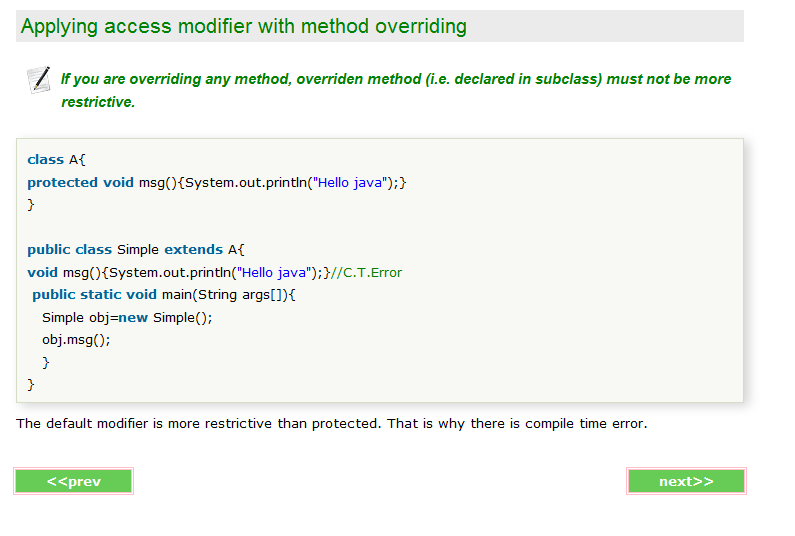 Applying access modifier with method overriding
If you are overriding any method, overriden method (i.e. declared in subclass) must not be more
restrictive.
class A{
protected void msg(){System.out.println("Hello java");}
}
public class Simple extends A{
void msg(){System.out.println("Hello java");}//C.T.Error
public static void main(String args[]){
Simple obj=new Simple();
obj.msg();
}
}
The default modifier is more restrictive than protected. That is why there is compile time error.
<<prev
next>>